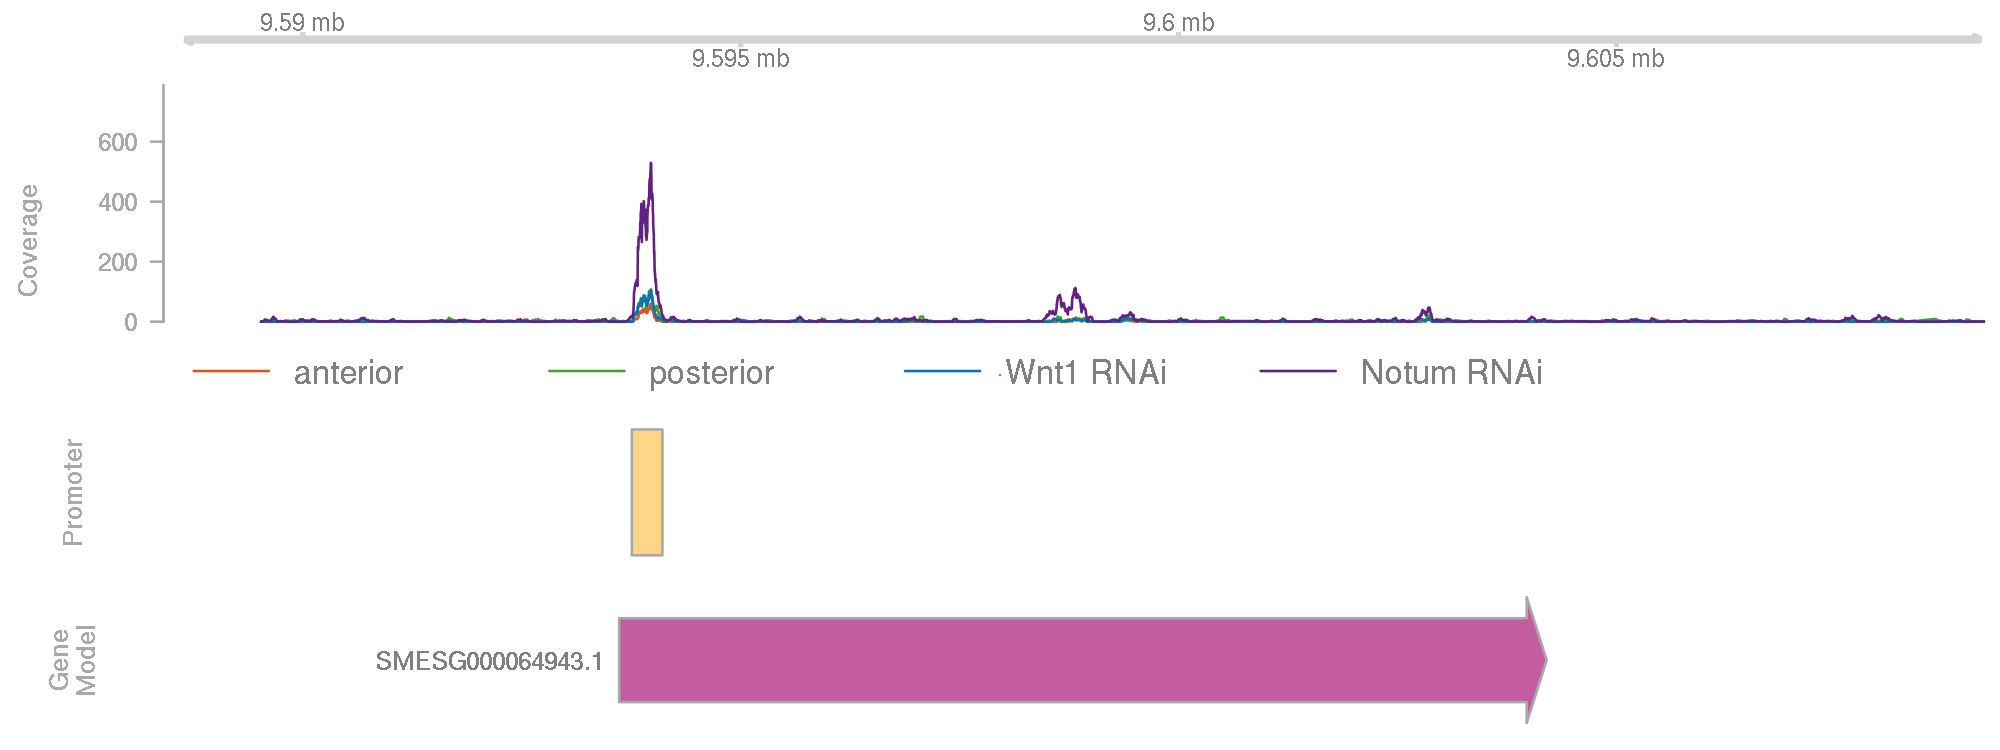 9.59 mb 9.6 mb
9.595 mb 9.605 mb
Coverage
600
400
200
0
anterior posterior Wnt1 RNAi Notum RNAi
Promoter
Gene
Model
SMESG000064943.1